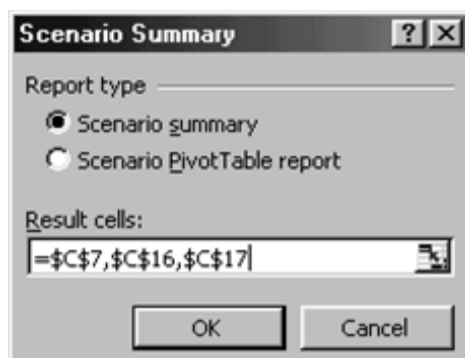 Scenario Summary
Report type
Scenario summary
Scenario PivotTable report
Result cells:
=$C$7,$C$16,$C$17
OK Cancel